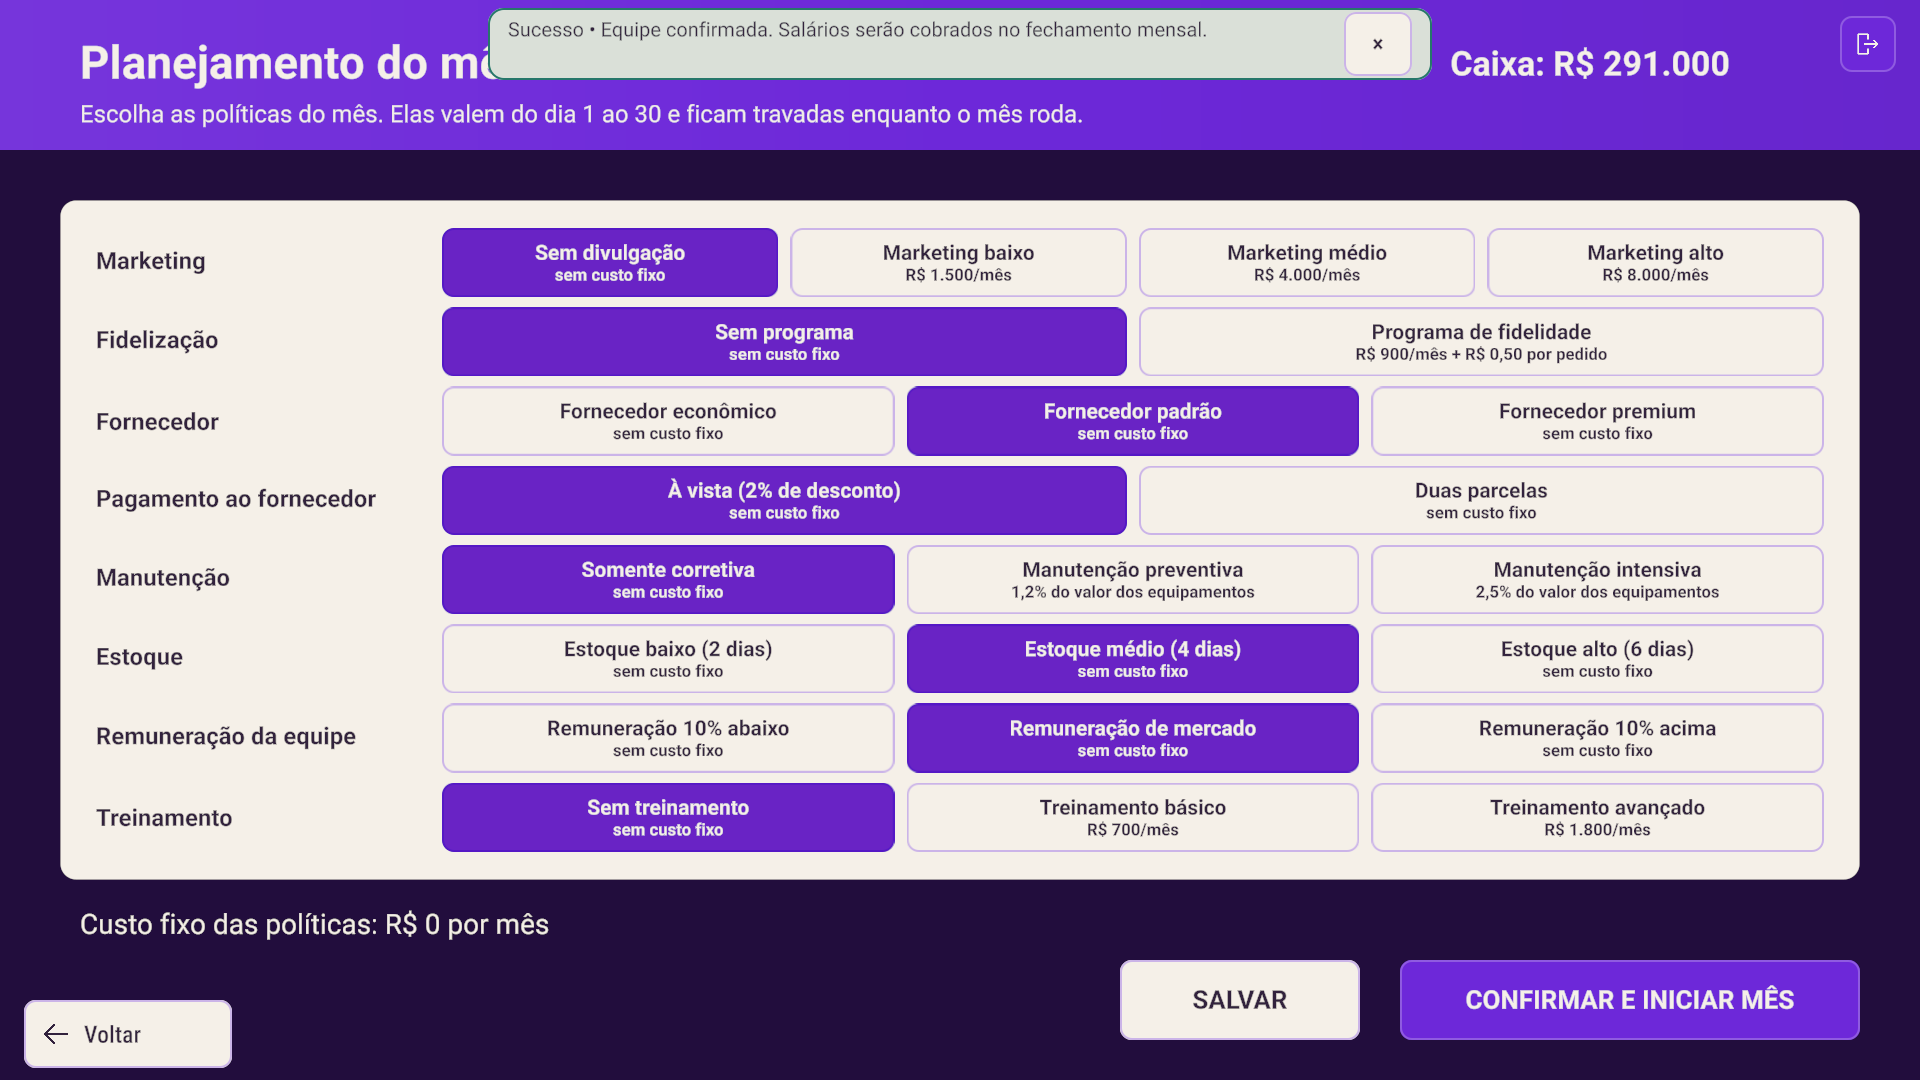 Sucesso • Equipe confirmada. Salários serão cobrados no fechamento mensal.
×
Planejamento do
Caixa: R$ 291.000
Escolha as políticas do mês. Elas valem do dia 1 ao 30 e ficam travadas enquanto o mês roda.
Marketing
Sem divulgação
sem custo fixo
Marketing baixo
R$ 1.500/mês
Marketing médio
R$ 4.000/mês
Marketing alto
R$ 8.000/mês
Fidelização
Sem programa
sem custo fixo
Programa de fidelidade
R$ 900/mês + R$ 0,50 por pedido
Fornecedor
Fornecedor econômico
sem custo fixo
Fornecedor padrão
sem custo fixo
Fornecedor premium
sem custo fixo
Pagamento ao fornecedor
À vista (2% de desconto)
sem custo fixo
Duas parcelas
sem custo fixo
Manutenção
Somente corretiva
sem custo fixo
Manutenção preventiva
1,2% do valor dos equipamentos
Manutenção intensiva
2,5% do valor dos equipamentos
Estoque
Estoque baixo (2 dias)
sem custo fixo
Estoque médio (4 dias)
sem custo fixo
Estoque alto (6 dias)
sem custo fixo
Remuneração da equipe
Remuneração 10% abaixo
sem custo fixo
Remuneração de mercado
sem custo fixo
Remuneração 10% acima
sem custo fixo
Treinamento
Sem treinamento
sem custo fixo
Treinamento básico
R$ 700/mês
Treinamento avançado
R$ 1.800/mês
Custo fixo das políticas: R$ 0 por mês
SALVAR
CONFIRMAR E INICIAR MÊS
Voltar